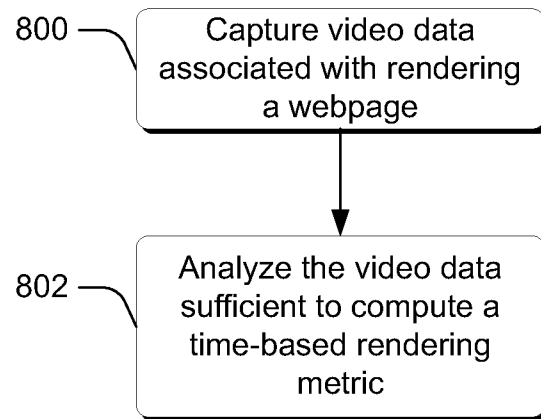 800
Capture video data
associated with rendering
a webpage
802
Analyze the video data
sufficient to compute a
time-based rendering
metric